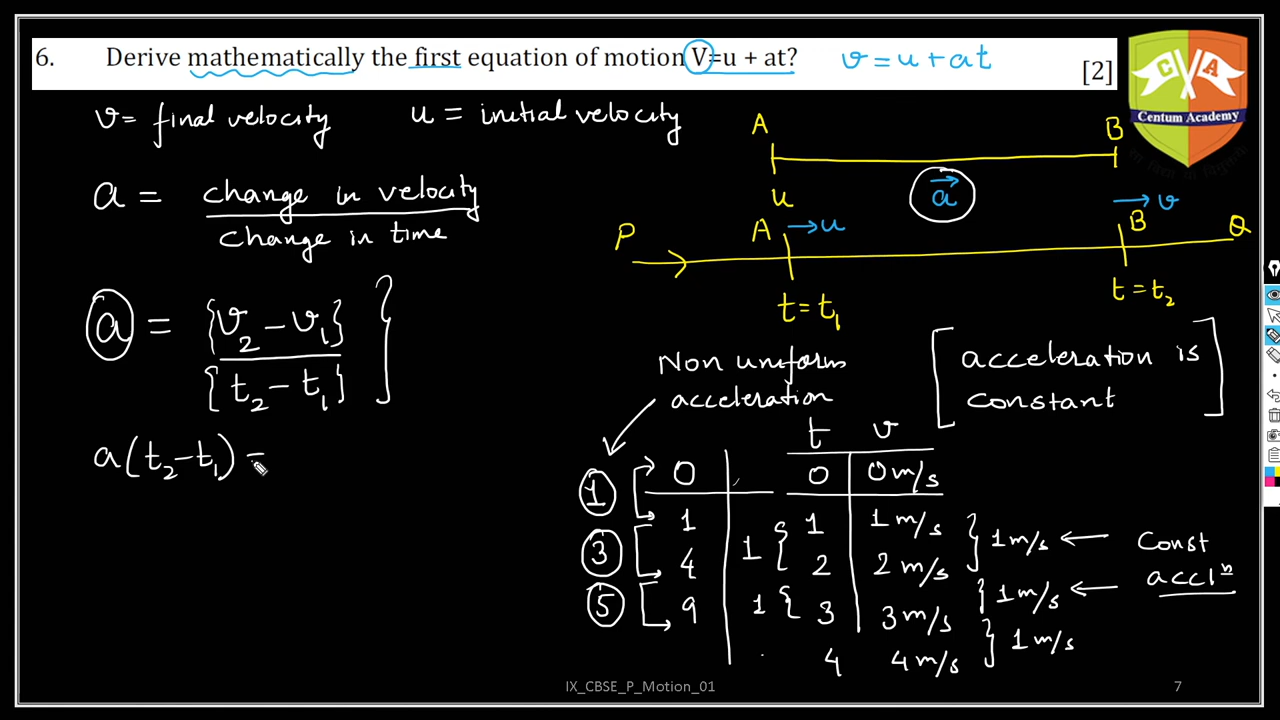 6. Derive mathematically the first equation of motion V=u + at? v = u + at
[2]
C A
Centum Academy
v = final velocity u = initial velocity
a = change in velocity
change in time
a = {v₂ − v₁}
[t₂ − t₁}
a(t₂ − t₁) =
A B
u a
v
P A u B Q
t = t₁ t = t₂
Non uniform
acceleration
[acceleration is
constant]
t v
1 0 0 0 m/s
1 1 1 m/s
3 4 1 { 2 2 m/s } 1 m/s ← Const
acclⁿ
5 9 1 { 3 3 m/s } 1 m/s ←
4 4 m/s } 1 m/s
IX_CBSE_P_Motion_01 7